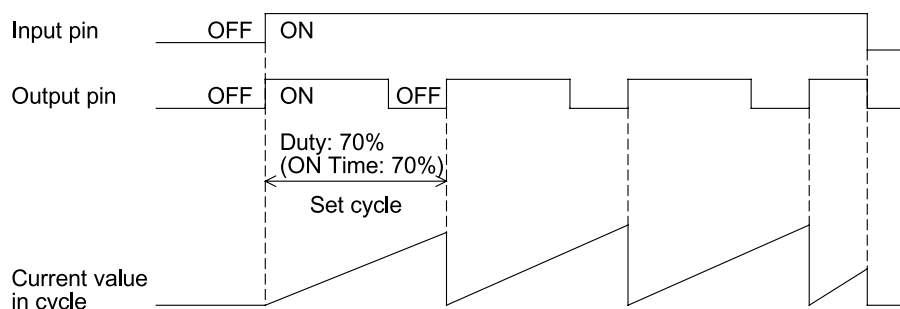 Input pin OFF ON
Output pin OFF ON OFF
Duty: 70%
(ON Time: 70%)
Set cycle
Current value
in cycle